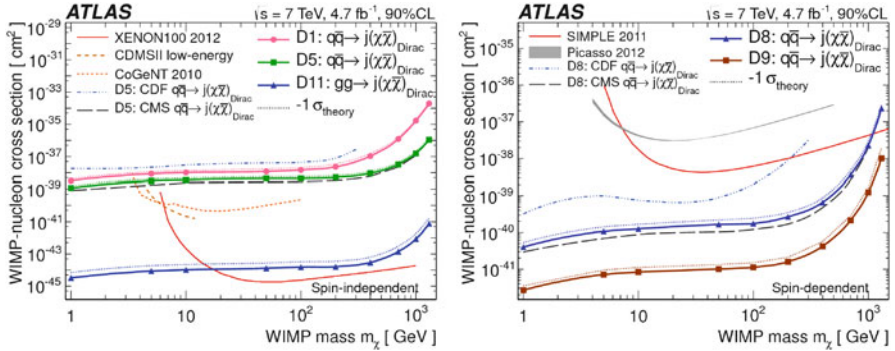 ATLAS
√s = 7 TeV, 4.7 fb⁻¹, 90%CL
WIMP-nucleon cross section [ cm² ]
XENON100 2012
CDMSII low-energy
CoGeNT 2010
D5: CDF qq̄→ j(χχ̄)Dirac
D5: CMS qq̄→ j(χχ̄)Dirac
D1: qq̄→ j(χχ̄)Dirac
D5: qq̄→ j(χχ̄)Dirac
D11: gg→ j(χχ̄)Dirac
-1 σtheory
10⁻²⁹
10⁻³¹
10⁻³³
10⁻³⁵
10⁻³⁷
10⁻³⁹
10⁻⁴¹
10⁻⁴³
10⁻⁴⁵
Spin-independent
1 10 10² 10³
WIMP mass mχ [ GeV ]
ATLAS
√s = 7 TeV, 4.7 fb⁻¹, 90%CL
WIMP-nucleon cross section [ cm² ]
SIMPLE 2011
Picasso 2012
D8: CDF qq̄→ j(χχ̄)Dirac
D8: CMS qq̄→ j(χχ̄)Dirac
D8: qq̄→ j(χχ̄)Dirac
D9: qq̄→ j(χχ̄)Dirac
-1 σtheory
10⁻³⁵
10⁻³⁶
10⁻³⁷
10⁻³⁸
10⁻³⁹
10⁻⁴⁰
10⁻⁴¹
Spin-dependent
1 10 10² 10³
WIMP mass mχ [ GeV ]